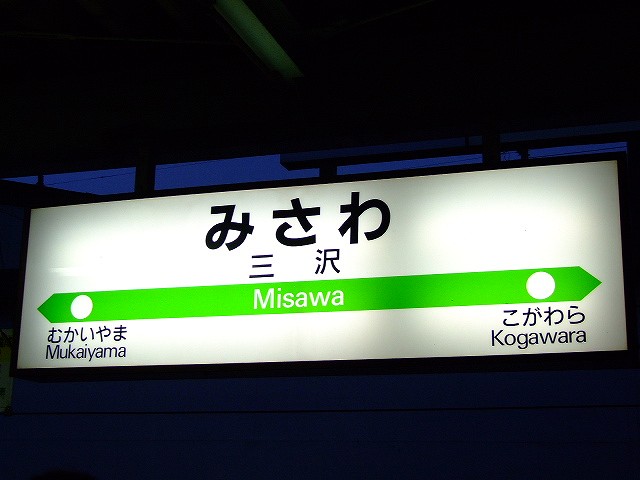 みさわ
三沢
Misawa
むかいやま
Mukaiyama
こがわら
Kogawara